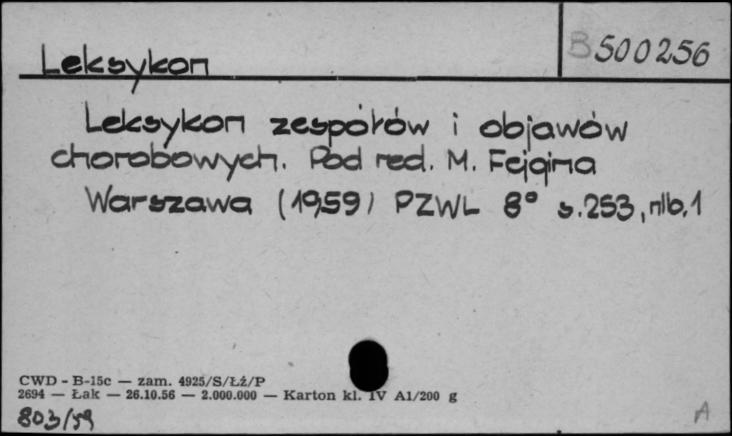 Leksykon
B 500256
Leksykon zespołów i objawów
chorobowych. Pod red. M. Fejgina
Warszawa (1959) PZWL 8° s. 253, nlb. 1
CWD - B-15c — zam. 4925/S/Łź/P
2694 — Łak — 26.10.56 — 2.000.000 — Karton kl. IV A1/200 g
803/59
A